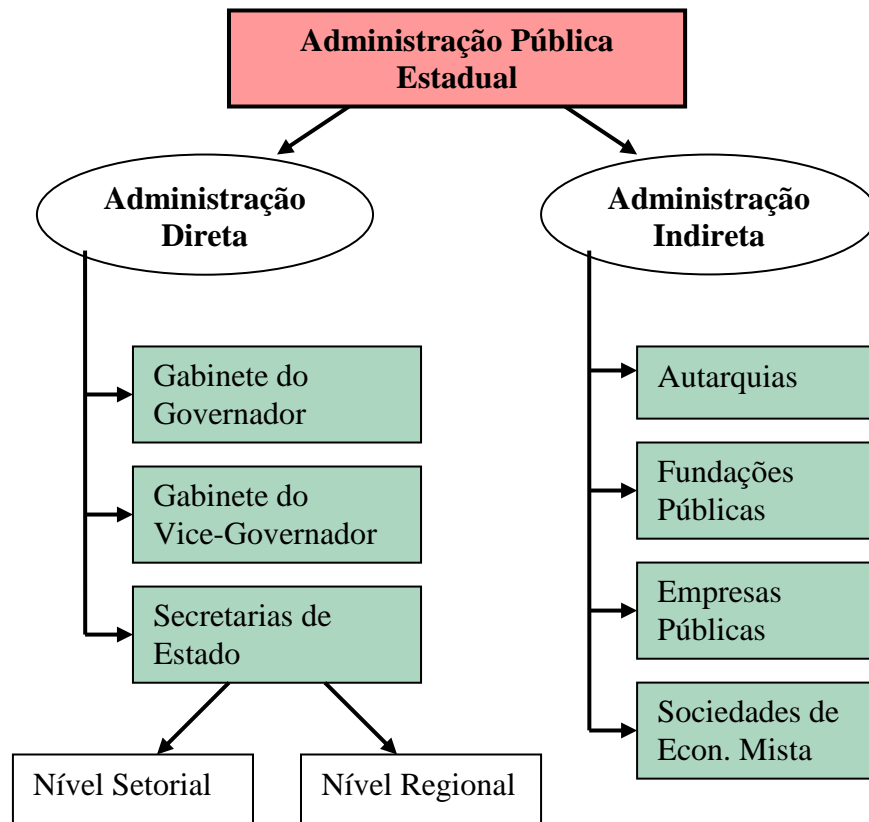 Administração Pública
Estadual
Administração
Direta
Gabinete do
Governador
Gabinete do
Vice-Governador
Secretarias de
Estado
Nível Setorial
Nível Regional
Administração
Indireta
Autarquias
Fundações
Públicas
Empresas
Públicas
Sociedades de
Econ. Mista